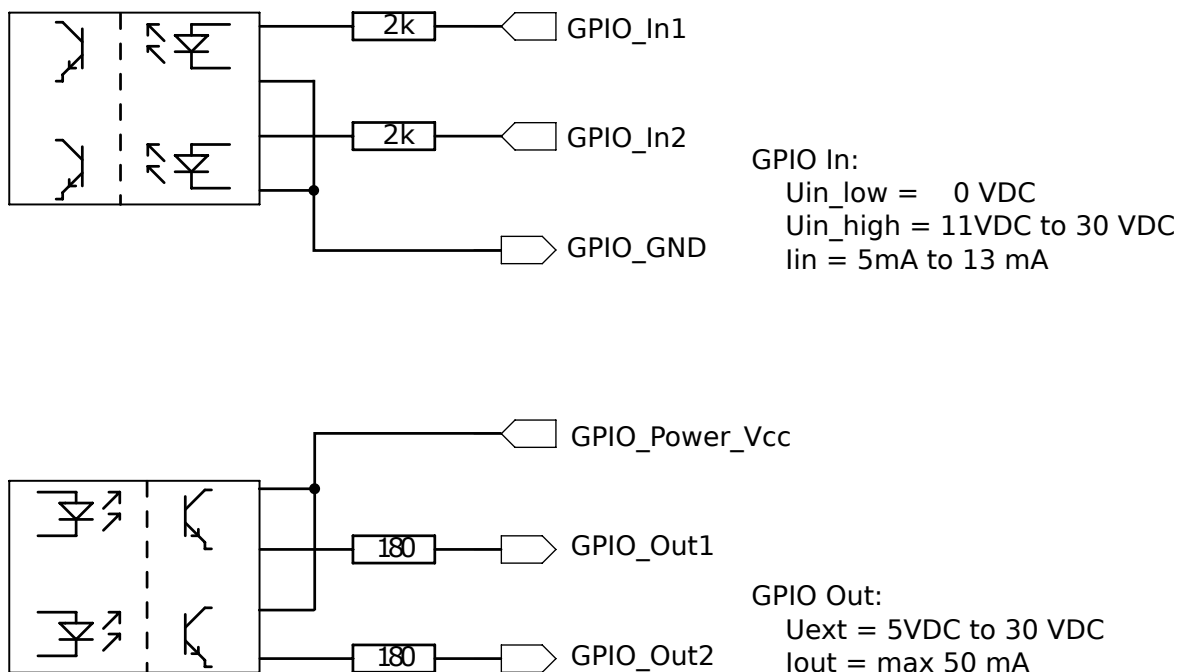 2k
GPIO_In1
2k
GPIO_In2
GPIO_GND
GPIO In:
Uin_low = 0 VDC
Uin_high = 11VDC to 30 VDC
Iin = 5mA to 13 mA
GPIO_Power_Vcc
180
GPIO_Out1
180
GPIO_Out2
GPIO Out:
Uext = 5VDC to 30 VDC
Iout = max 50 mA